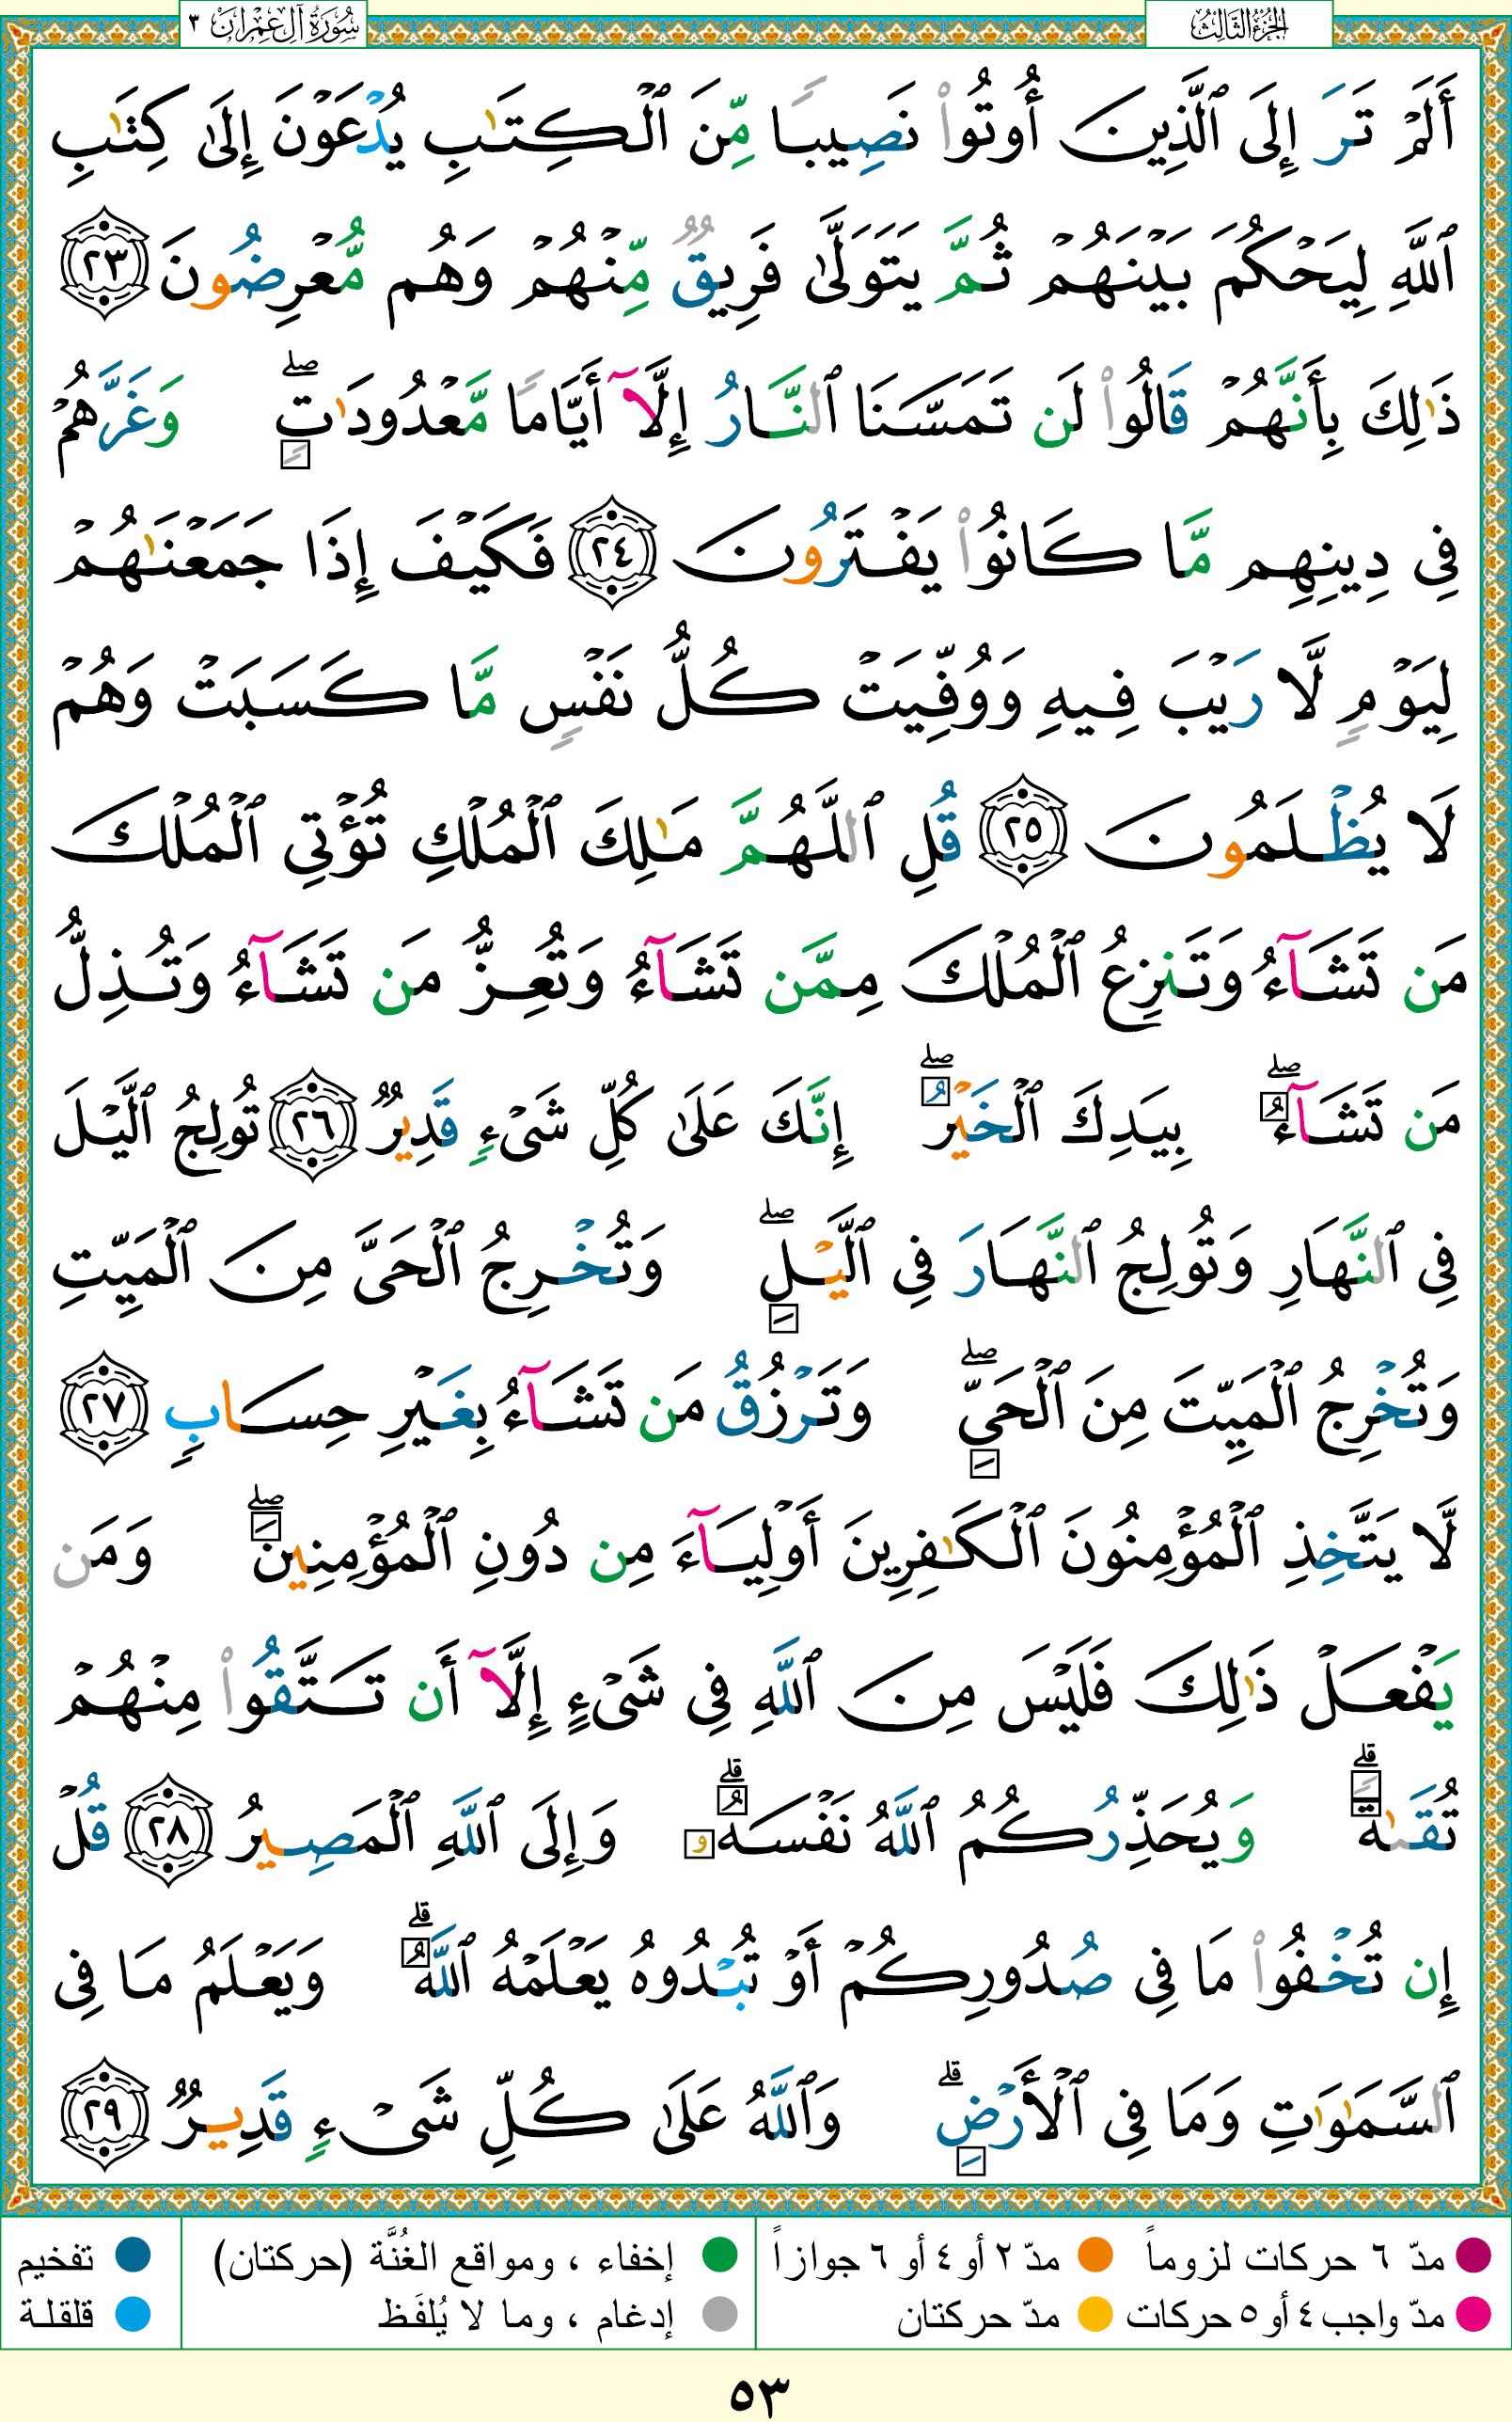 الجُزْءُ الثَّالِثُ
سُورَةُ آلِ عِمْرَانَ ٣
أَلَمْ تَرَ إِلَى ٱلَّذِينَ أُوتُوا۟ نَصِيبًا مِّنَ ٱلْكِتَٰبِ يُدْعَوْنَ إِلَىٰ كِتَٰبِ
ٱللَّهِ لِيَحْكُمَ بَيْنَهُمْ ثُمَّ يَتَوَلَّىٰ فَرِيقٌ مِّنْهُمْ وَهُم مُّعْرِضُونَ ٢٣
ذَٰلِكَ بِأَنَّهُمْ قَالُوا۟ لَن تَمَسَّنَا ٱلنَّارُ إِلَّآ أَيَّامًا مَّعْدُودَٰتٍ ۖ وَغَرَّهُمْ
فِى دِينِهِم مَّا كَانُوا۟ يَفْتَرُونَ ٢٤ فَكَيْفَ إِذَا جَمَعْنَٰهُمْ
لِيَوْمٍ لَّا رَيْبَ فِيهِ وَوُفِّيَتْ كُلُّ نَفْسٍ مَّا كَسَبَتْ وَهُمْ
لَا يُظْلَمُونَ ٢٥ قُلِ ٱللَّهُمَّ مَٰلِكَ ٱلْمُلْكِ تُؤْتِى ٱلْمُلْكَ
مَن تَشَآءُ وَتَنزِعُ ٱلْمُلْكَ مِمَّن تَشَآءُ وَتُعِزُّ مَن تَشَآءُ وَتُذِلُّ
مَن تَشَآءُ ۖ بِيَدِكَ ٱلْخَيْرُ ۖ إِنَّكَ عَلَىٰ كُلِّ شَىْءٍ قَدِيرٌ ٢٦ تُولِجُ ٱلَّيْلَ
فِى ٱلنَّهَارِ وَتُولِجُ ٱلنَّهَارَ فِى ٱلَّيْلِ ۖ وَتُخْرِجُ ٱلْحَىَّ مِنَ ٱلْمَيِّتِ
وَتُخْرِجُ ٱلْمَيِّتَ مِنَ ٱلْحَىِّ ۖ وَتَرْزُقُ مَن تَشَآءُ بِغَيْرِ حِسَابٍ ٢٧
لَّا يَتَّخِذِ ٱلْمُؤْمِنُونَ ٱلْكَٰفِرِينَ أَوْلِيَآءَ مِن دُونِ ٱلْمُؤْمِنِينَ ۖ وَمَن
يَفْعَلْ ذَٰلِكَ فَلَيْسَ مِنَ ٱللَّهِ فِى شَىْءٍ إِلَّآ أَن تَتَّقُوا۟ مِنْهُمْ
تُقَىٰةً ۗ وَيُحَذِّرُكُمُ ٱللَّهُ نَفْسَهُۥ ۗ وَإِلَى ٱللَّهِ ٱلْمَصِيرُ ٢٨ قُلْ
إِن تُخْفُوا۟ مَا فِى صُدُورِكُمْ أَوْ تُبْدُوهُ يَعْلَمْهُ ٱللَّهُ ۗ وَيَعْلَمُ مَا فِى
ٱلسَّمَٰوَٰتِ وَمَا فِى ٱلْأَرْضِ ۗ وَٱللَّهُ عَلَىٰ كُلِّ شَىْءٍ قَدِيرٌ ٢٩
مدّ ٦ حركات لزوماً مدّ ٢ أو ٤ أو ٦ جوازاً إخفاء ، ومواقع الغُنَّة (حركتان) تفخيم
مدّ واجب ٤ أو ٥ حركات مدّ حركتان إدغام ، وما لا يُلفَظ قلقلة
٥٣